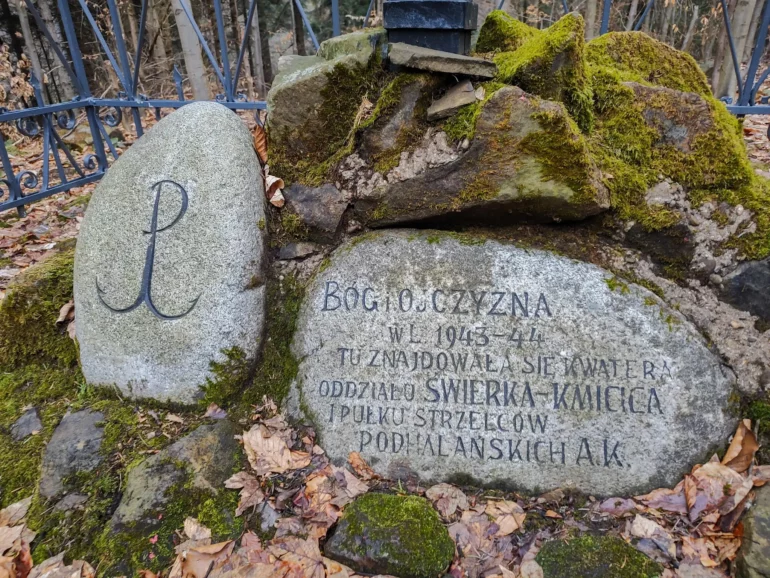 BÓG I OJCZYZNA
W L. 1943-44
TU ZNAJDOWAŁA SIĘ KWATERA
ODDZIAŁU ŚWIERKA-KMICICA
I PUŁKU STRZELCÓW
PODHALAŃSKICH A.K.